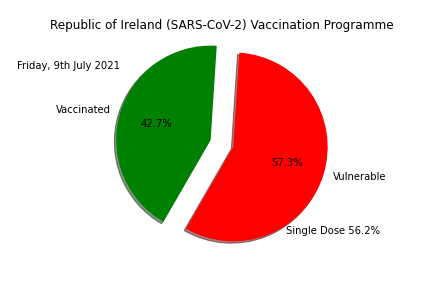 Republic of Ireland (SARS-CoV-2) Vaccination Programme
Friday, 9th July 2021
Vaccinated
42.7%
57.3%
Vulnerable
Single Dose 56.2%